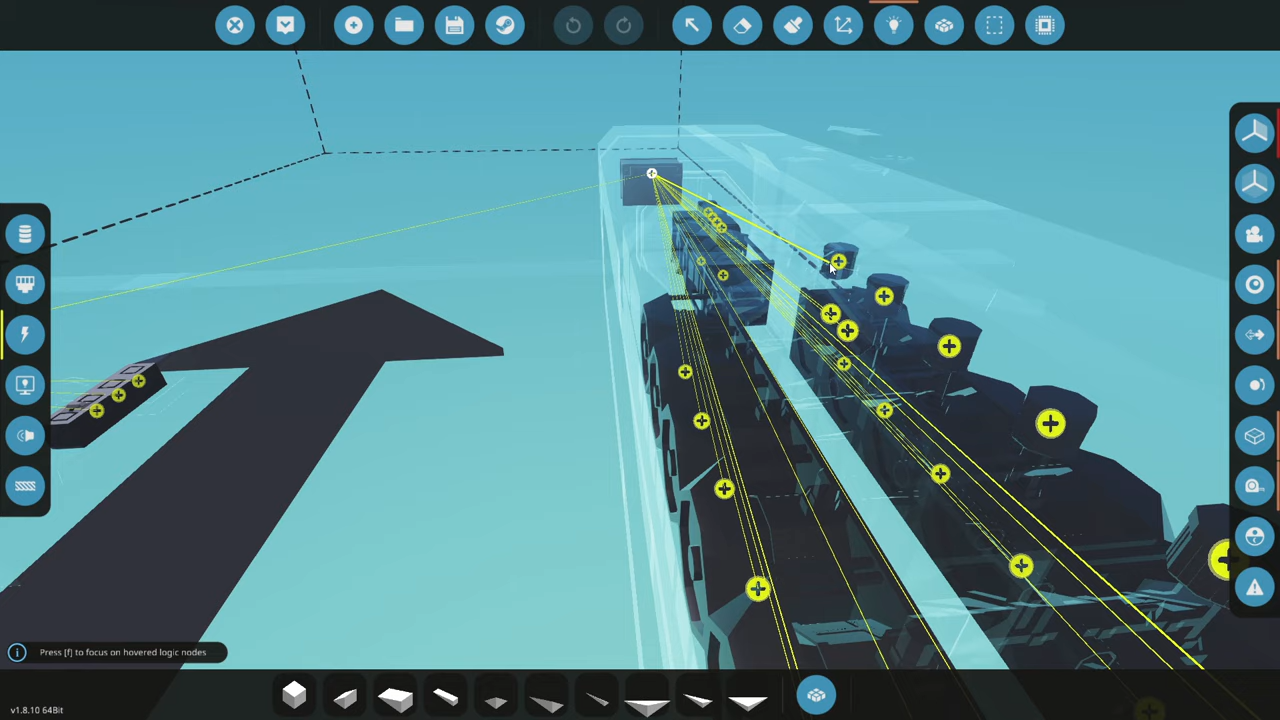 Press [f] to focus on hovered logic nodes
v1.8.10 64Bit